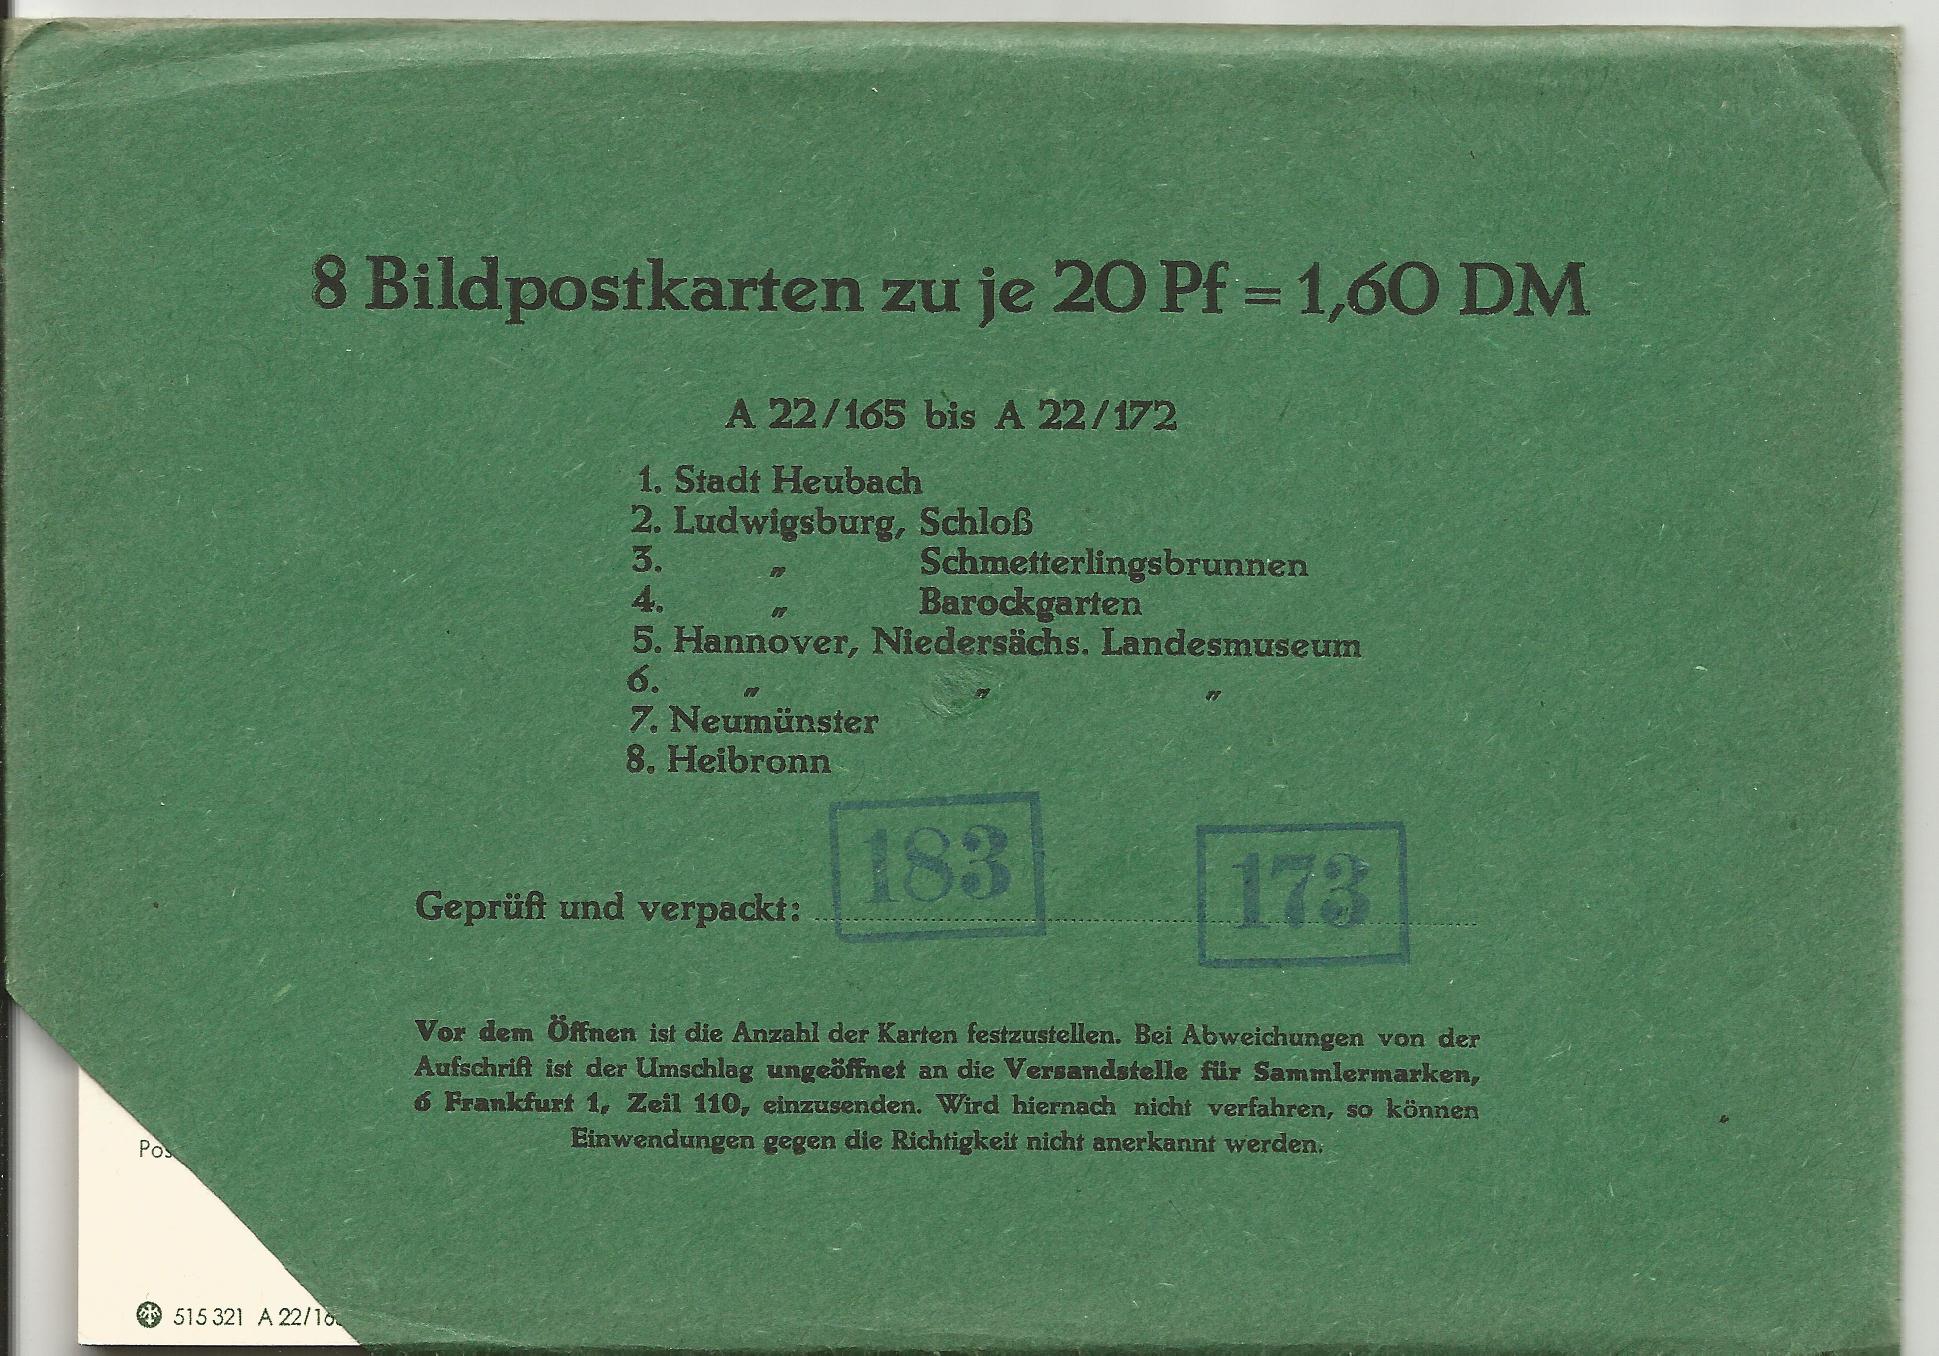 8 Bildpostkarten zu je 20 Pf = 1,60 DM
A 22/165 bis A 22/172
1. Stadt Heubach
2. Ludwigsburg, Schloß
3. „ Schmetterlingsbrunnen
4. „ Barockgarten
5. Hannover, Niedersächs. Landesmuseum
6. „ „ „
7. Neumünster
8. Heibronn
183
173
Geprüft und verpackt:
Vor dem Öffnen ist die Anzahl der Karten festzustellen. Bei Abweichungen von der
Aufschrift ist der Umschlag ungeöffnet an die Versandstelle für Sammlermarken,
6 Frankfurt 1, Zeil 110, einzusenden. Wird hiernach nicht verfahren, so können
Einwendungen gegen die Richtigkeit nicht anerkannt werden.
Pos
515 321 A 22/16